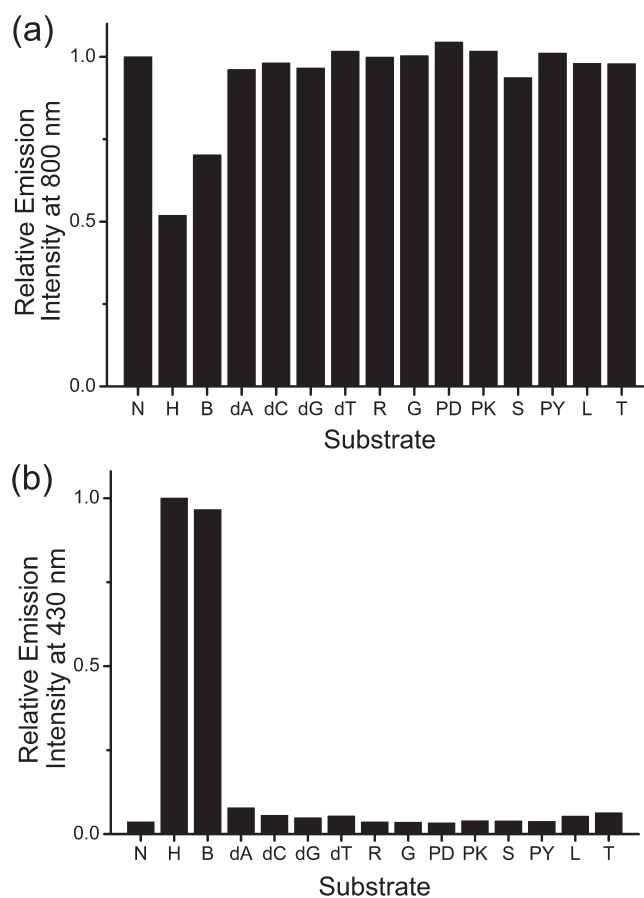 (a)
Relative Emission
Intensity at 800 nm
1.0
0.5
0.0
N H B dA dC dG dT R G PD PK S PY L T
Substrate
(b)
Relative Emission
Intensity at 430 nm
1.0
0.5
0.0
N H B dA dC dG dT R G PD PK S PY L T
Substrate